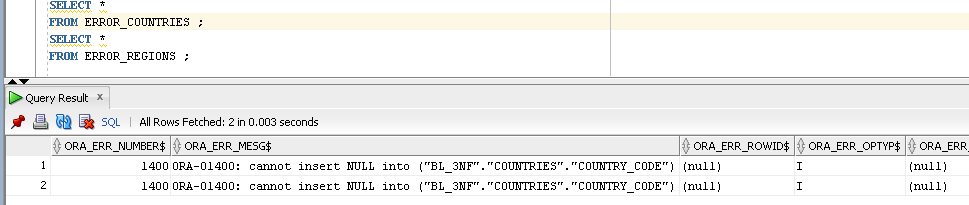 SELECT *
FROM ERROR_COUNTRIES ;
SELECT *
FROM ERROR_REGIONS ;
Query Result x
SQL | All Rows Fetched: 2 in 0.003 seconds
ORA_ERR_NUMBER$ ORA_ERR_MESG$ ORA_ERR_ROWID$ ORA_ERR_OPTYP$ ORA_ERR_
1 1400 ORA-01400: cannot insert NULL into ("BL_3NF"."COUNTRIES"."COUNTRY_CODE") (null) I (null)
2 1400 ORA-01400: cannot insert NULL into ("BL_3NF"."COUNTRIES"."COUNTRY_CODE") (null) I (null)